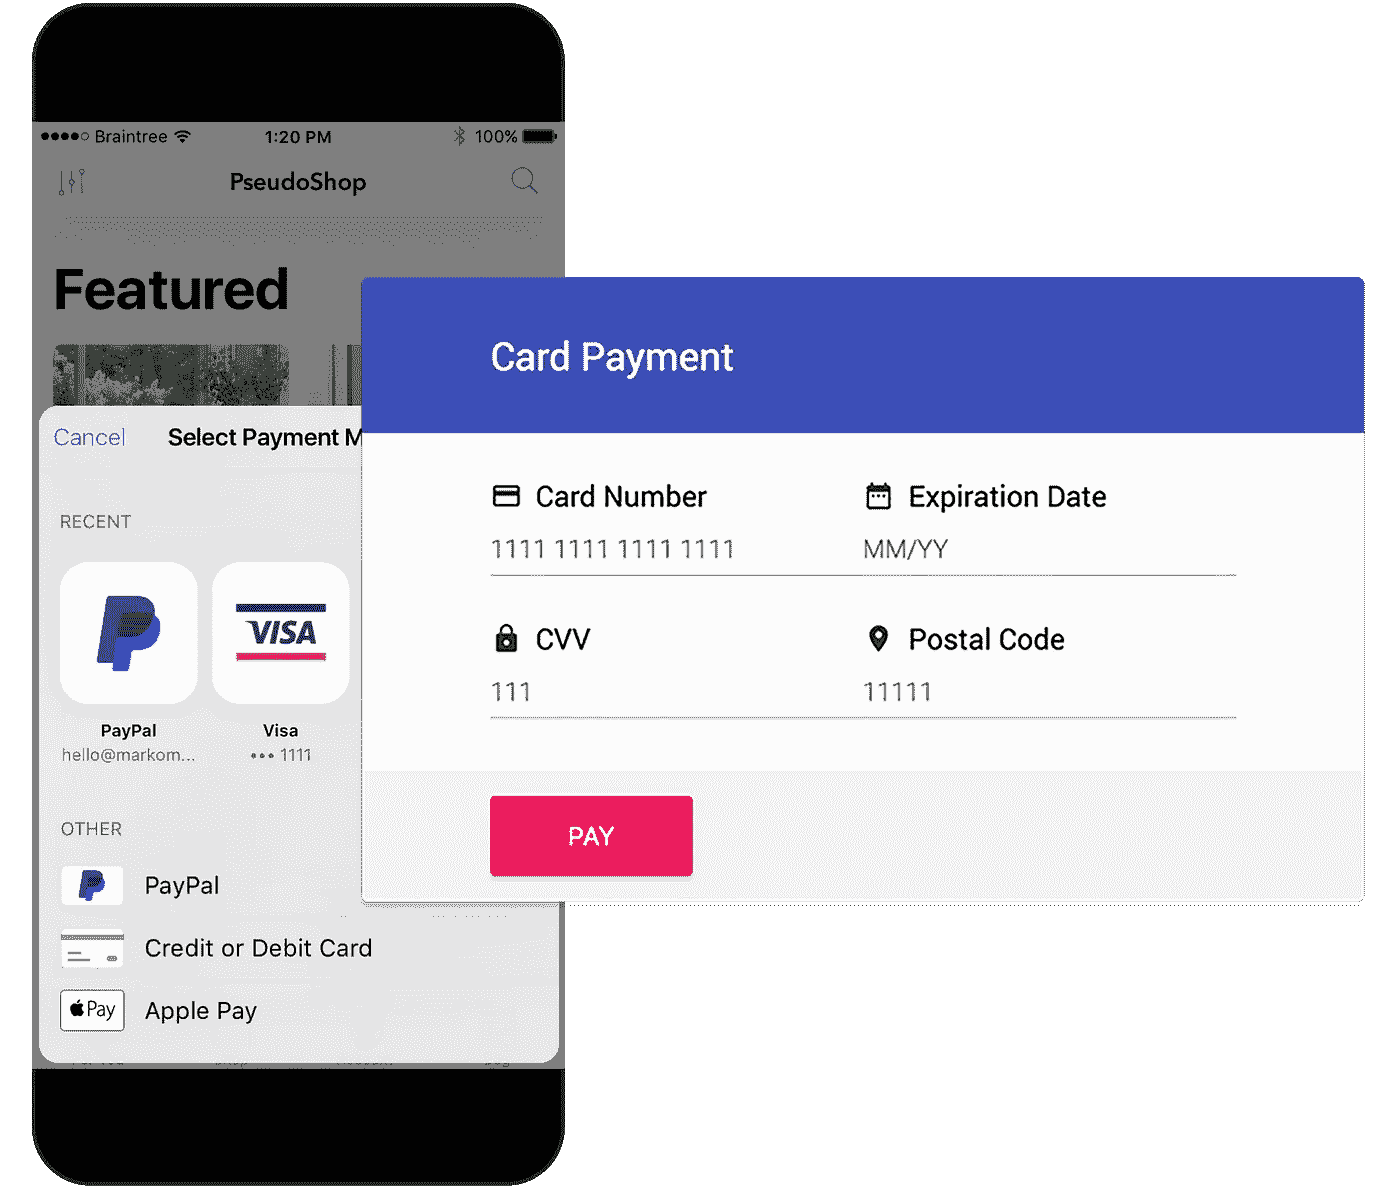 Braintree 1:20 PM 100%
PseudoShop
Featured
Card Payment
Cancel Select Payment M
Card Number Expiration Date
1111 1111 1111 1111 MM/YY
RECENT
VISA
CVV Postal Code
111 11111
PayPal Visa
hello@markom... ••• 1111
PAY
OTHER
PayPal
Credit or Debit Card
Pay Apple Pay